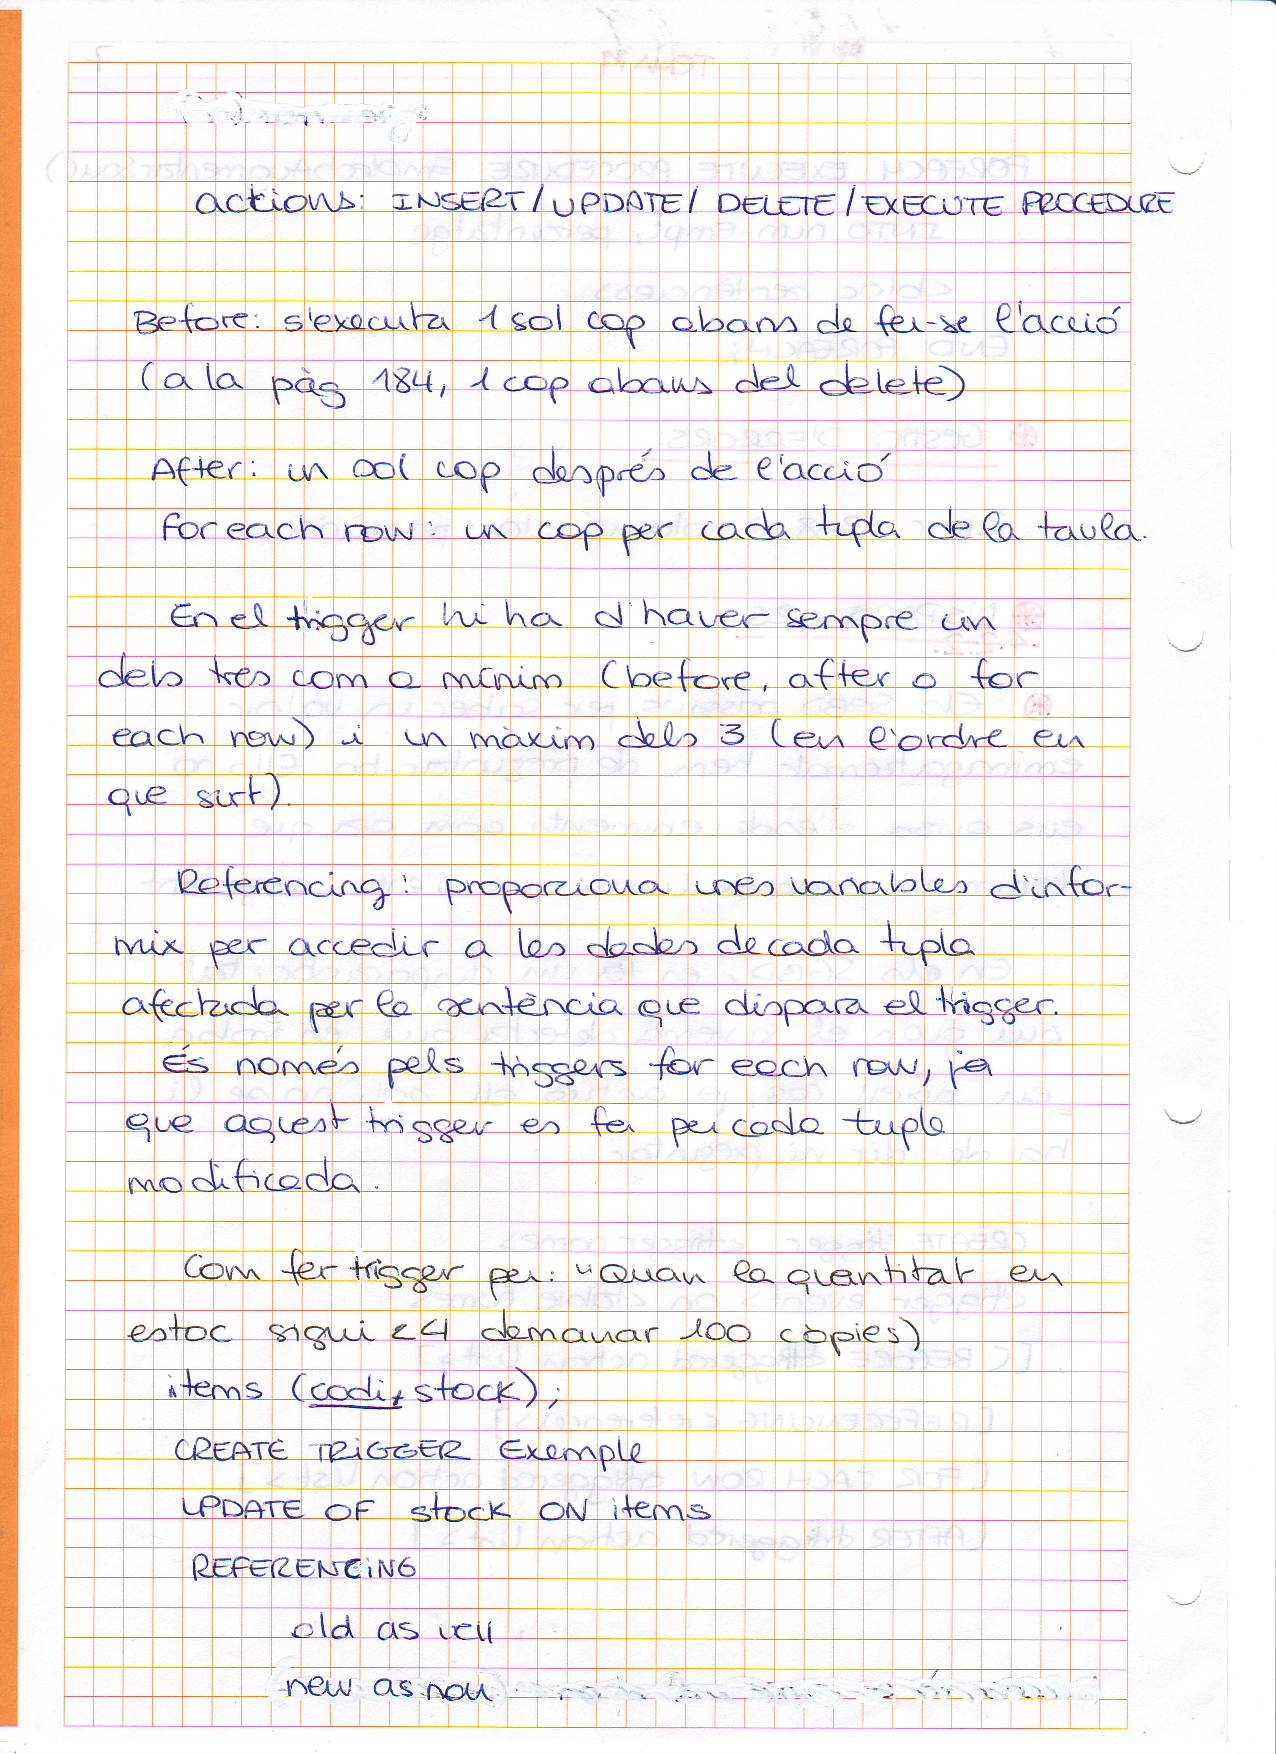 actions: INSERT/UPDATE/ DELETE/EXECUTE PROCEDURE
Before: s'executa 1 sol cop abans de fer-se l'acció
(a la pàg 184, 1 cop abans del delete)
After: un sol cop després de l'acció
for each row: un cop per cada tupla de la taula.
En el trigger hi ha d'haver sempre un
dels tres com a mínim (before, after o for
each row) i un màxim dels 3 (en l'ordre en
que surt).
Referencing: proporziona unes variables d'infor-
mix per accedir a les dades de cada tupla
afectada per la sentència que dispara el trigger.
És només pels triggers for each row, ja
que aquest trigger es fer per cada tupla
modificada.
Com fer trigger per: "Quan la quantitat en
estoc sigui <4 demanar 100 còpies)
items (codi, stock);
CREATE TRIGGER Exemple
UPDATE OF stock ON items
REFERENCING
old as vell
new as nou